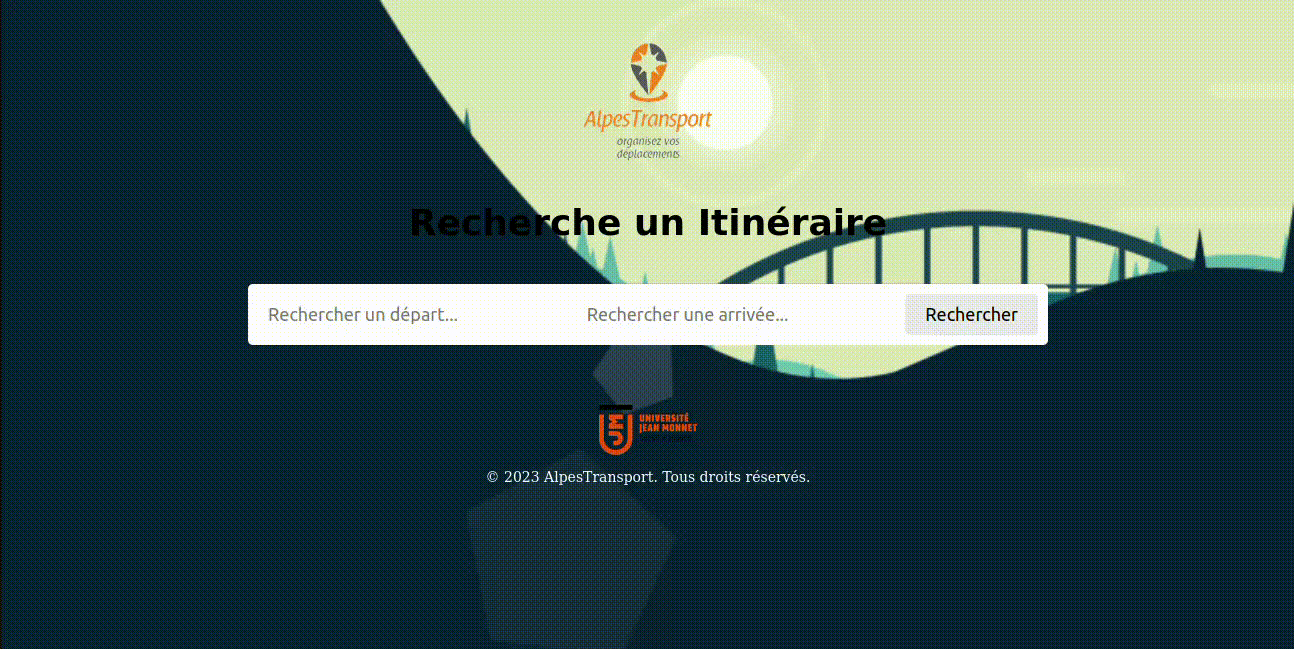 AlpesTransport
organisez vos
déplacements
Recherche un Itinéraire
Rechercher un départ...
Rechercher une arrivée...
Rechercher
UJM
UNIVERSITÉ
JEAN MONNET
© 2023 AlpesTransport. Tous droits réservés.